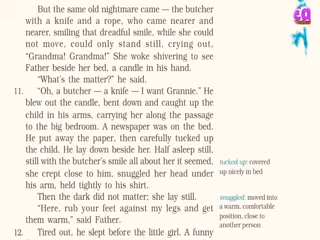 But the same old nightmare came — the butcher
with a knife and a rope, who came nearer and
nearer, smiling that dreadful smile, while she could
not move, could only stand still, crying out,
“Grandma! Grandma!” She woke shivering to see
Father beside her bed, a candle in his hand.
“What’s the matter?” he said.
11. “Oh, a butcher — a knife — I want Grannie.” He
blew out the candle, bent down and caught up the
child in his arms, carrying her along the passage
to the big bedroom. A newspaper was on the bed.
He put away the paper, then carefully tucked up
the child. He lay down beside her. Half asleep still,
still with the butcher’s smile all about her it seemed,
she crept close to him, snuggled her head under
his arm, held tightly to his shirt.
Then the dark did not matter; she lay still.
“Here, rub your feet against my legs and get
them warm,” said Father.
12. Tired out, he slept before the little girl. A funny
tucked up: covered
up nicely in bed
snuggled: moved into
a warm, comfortable
position, close to
another person